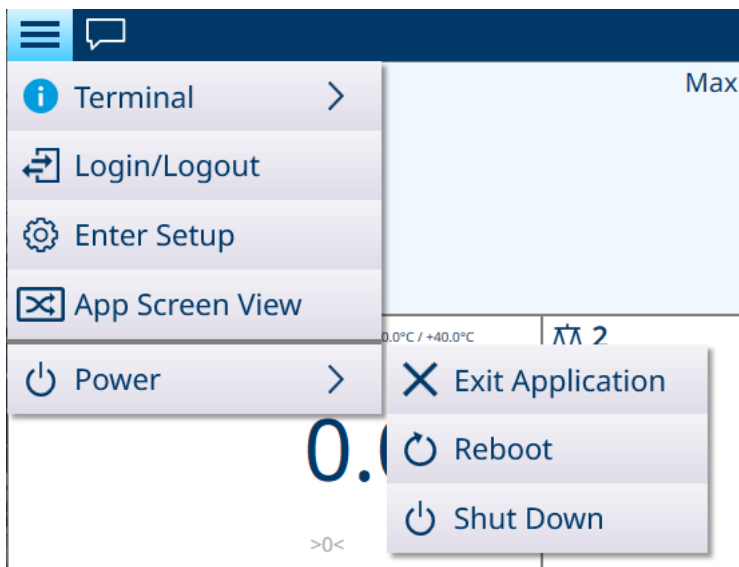 Max
Terminal
Login/Logout
Enter Setup
App Screen View
0.0°C / +40.0°C
2
Power
Exit Application
Reboot
Shut Down
0.
>0<